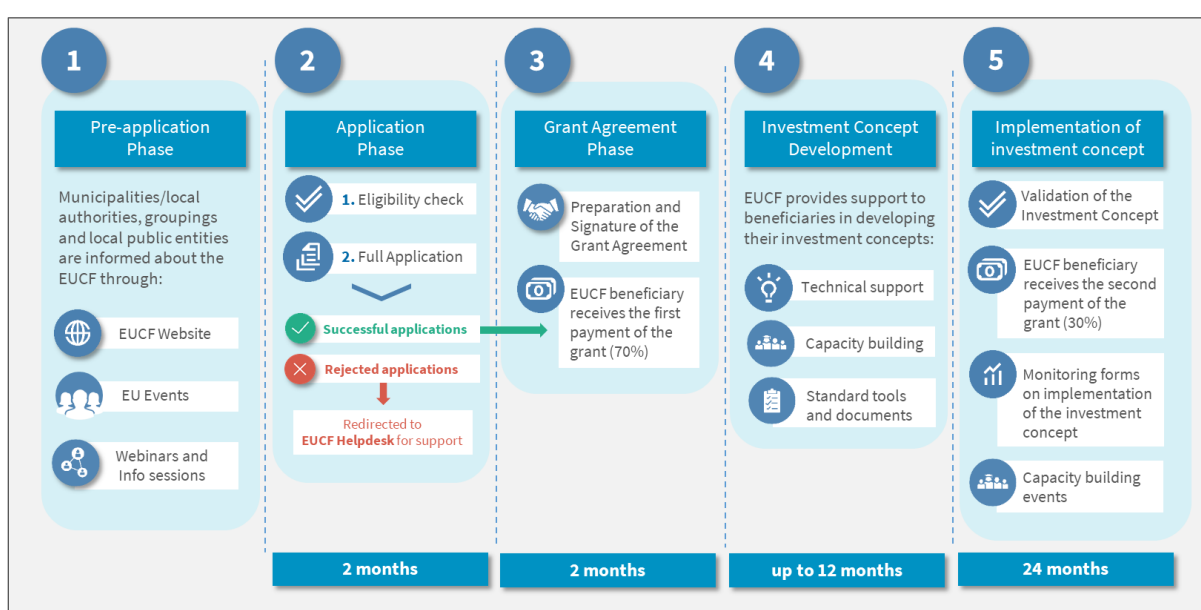 1
Pre-application
Phase
Municipalities/local
authorities, groupings
and local public entities
are informed about the
EUCF through:
EUCF Website
EU Events
Webinars and
Info sessions
2
Application
Phase
1. Eligibility check
2. Full Application
Successful applications
Rejected applications
Redirected to
EUCF Helpdesk for support
2 months
3
Grant Agreement
Phase
Preparation and
Signature of the
Grant Agreement
EUCF beneficiary
receives the first
payment of the
grant (70%)
2 months
4
Investment Concept
Development
EUCF provides support to
beneficiaries in developing
their investment concepts:
Technical support
Capacity building
Standard tools
and documents
up to 12 months
5
Implementation of
investment concept
Validation of the
Investment Concept
EUCF beneficiary
receives the second
payment of the
grant (30%)
Monitoring forms
on implementation
of the investment
concept
Capacity building
events
24 months